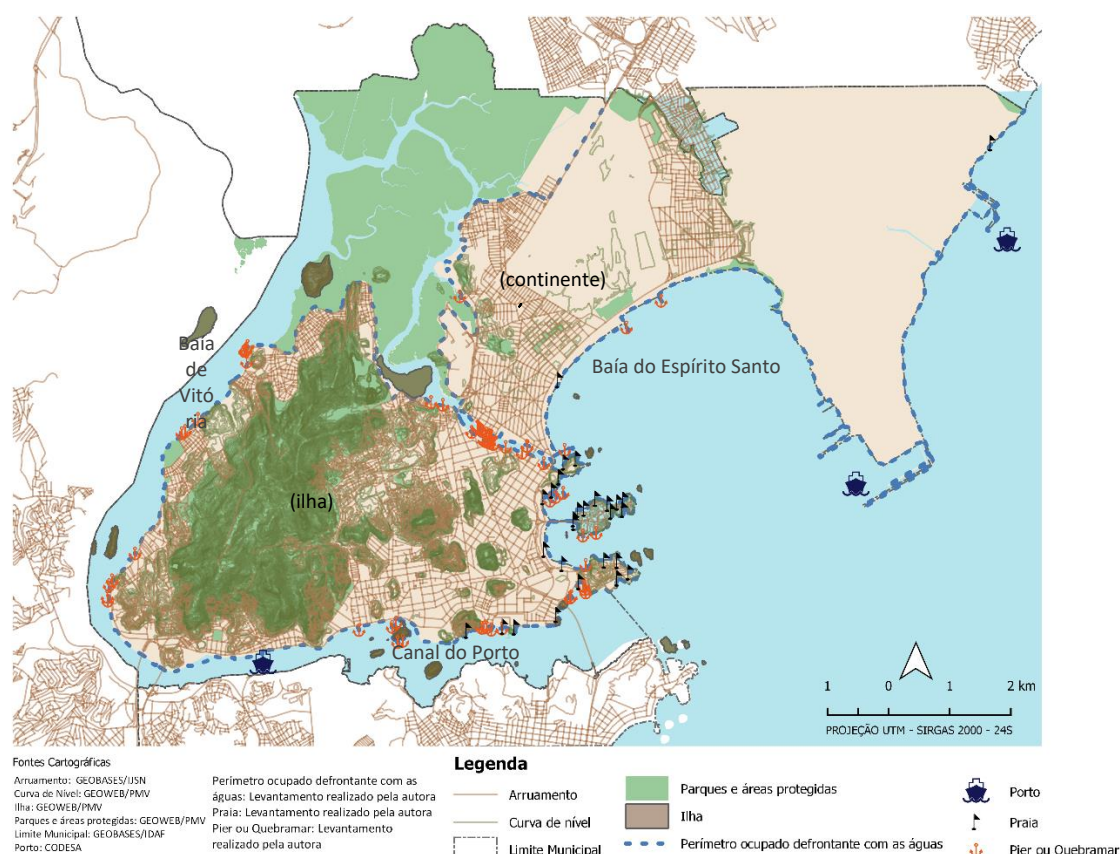 (continente)
Baía
de
Vitó
ria
Baía do Espírito Santo
(ilha)
Canal do Porto
1 0 1 2 km
PROJEÇÃO UTM - SIRGAS 2000 - 24S
Fontes Cartográficas
Arruamento: GEOBASES/IJSN
Curva de Nível: GEOWEB/PMV
Ilha: GEOWEB/PMV
Parques e áreas protegidas: GEOWEB/PMV
Limite Municipal: GEOBASES/IDAF
Porto: CODESA
Perímetro ocupado defrontante com as
águas: Levantamento realizado pela autora
Praia: Levantamento realizado pela autora
Pier ou Quebramar: Levantamento
realizado pela autora
Legenda
Arruamento
Curva de nível
Limite Municipal
Parques e áreas protegidas
Ilha
Perímetro ocupado defrontante com as águas
Porto
Praia
Pier ou Quebramar